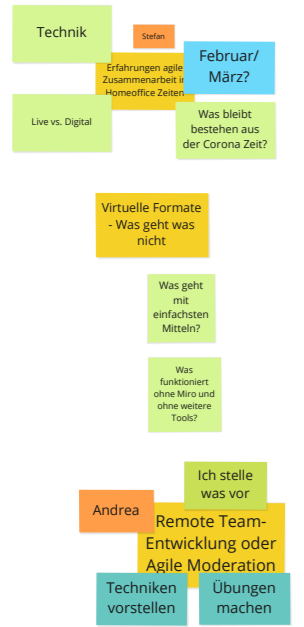 Technik
Stefan
Februar/
März?
Erfahrungen agile
Zusammenarbeit in
Homeoffice Zeiten
Live vs. Digital
Was bleibt
bestehen aus
der Corona Zeit?
Virtuelle Formate
- Was geht was
nicht
Was geht
mit
einfachsten
Mitteln?
Was
funktioniert
ohne Miro und
ohne weitere
Tools?
Ich stelle
was vor
Andrea
Remote Team-
Entwicklung oder
Agile Moderation
Techniken
vorstellen
Übungen
machen